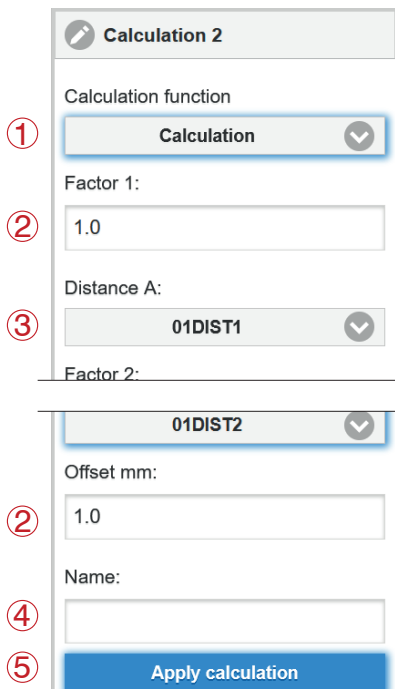 Calculation 2
Calculation function
① Calculation
Factor 1:
② 1.0
Distance A:
③ 01DIST1
Factor 2:
01DIST2
Offset mm:
② 1.0
Name:
④
⑤ Apply calculation